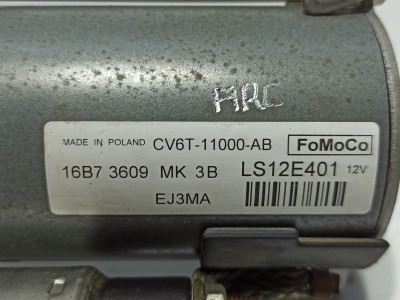 MRC
MADE IN POLAND CV6T-11000-AB FoMoCo
16B7 3609 MK 3B LS12E401 12V
EJ3MA